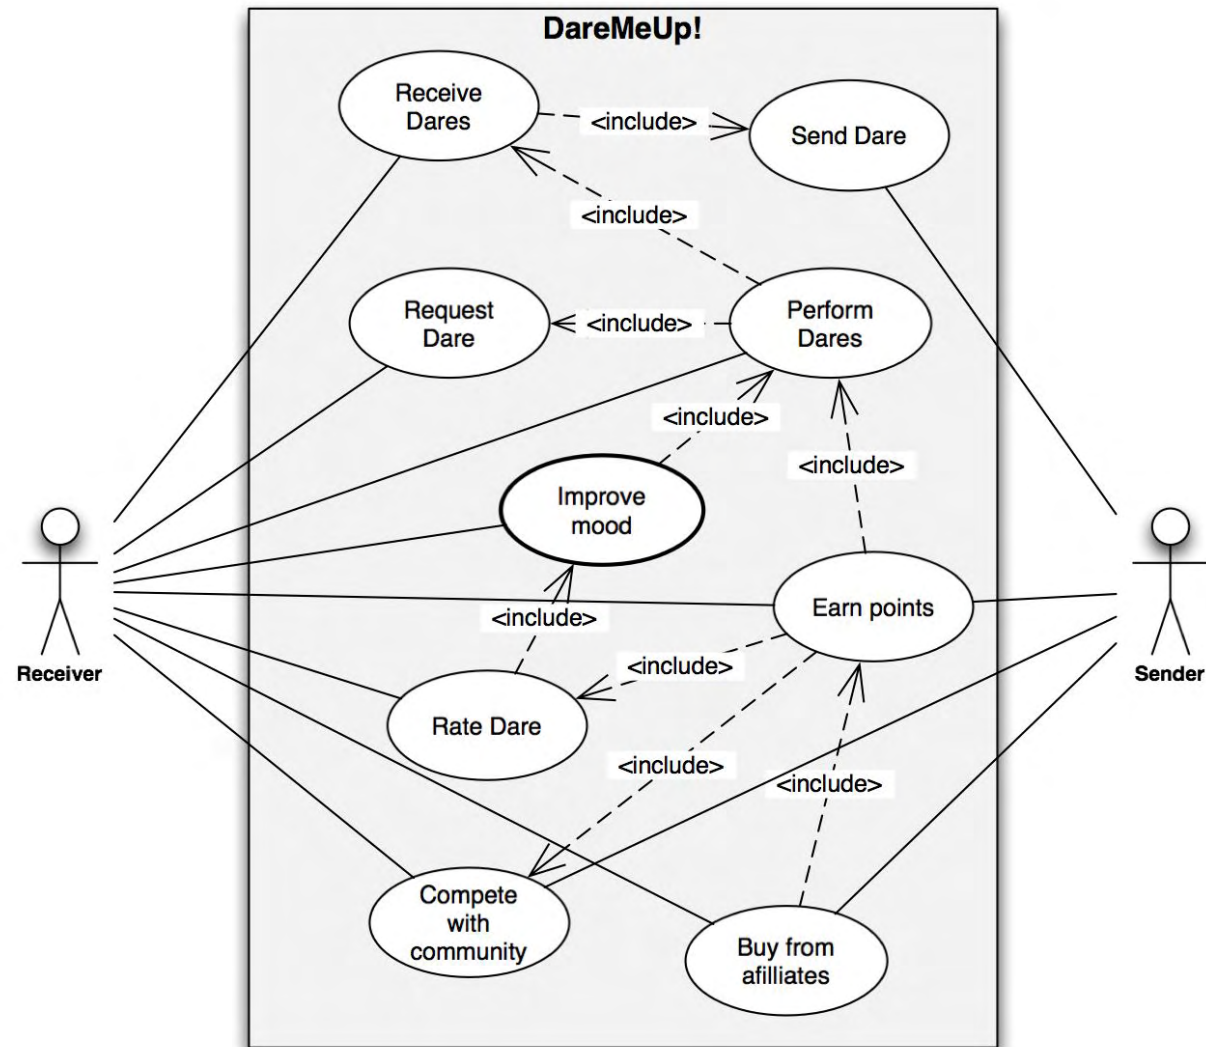 DareMeUp!
Receive
Dares
<include>
Send Dare
<include>
Request
Dare
<include>
Perform
Dares
<include>
<include>
Improve
mood
<include>
Earn points
Receiver
Sender
<include>
Rate Dare
<include>
<include>
Compete
with
community
Buy from
afilliates